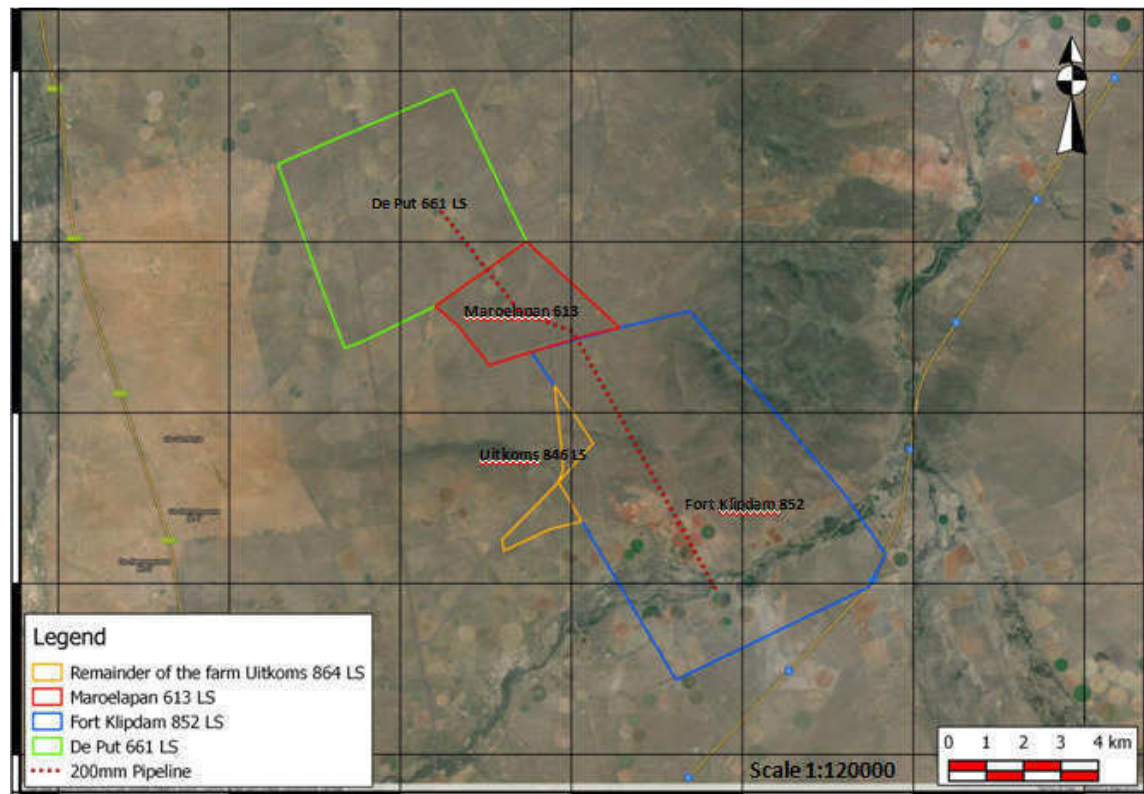 De Put 661 LS
Maroelapan 613
Uitkoms 846 LS
Fort Klipdam 852
Legend
Remainder of the farm Uitkoms 864 LS
Maroelapan 613 LS
Fort Klipdam 852 LS
De Put 661 LS
200mm Pipeline
Scale 1:120000
0 1 2 3 4 km